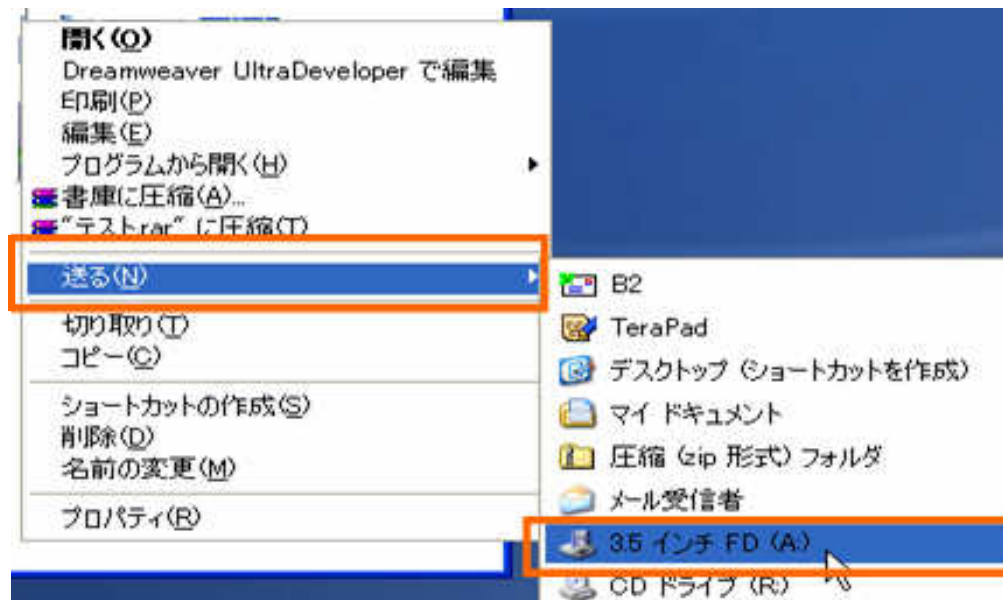 開く(O)
Dreamweaver UltraDeveloper で編集
印刷(P)
編集(E)
プログラムから開く(H)
書庫に圧縮(A)...
"テスト.rar" に圧縮(T)
送る(N)
切り取り(T)
コピー(C)
ショートカットの作成(S)
削除(D)
名前の変更(M)
プロパティ(R)
B2
TeraPad
デスクトップ (ショートカットを作成)
マイ ドキュメント
圧縮 (zip 形式) フォルダ
メール受信者
3.5 インチ FD (A:)
CD ドライブ (R:)